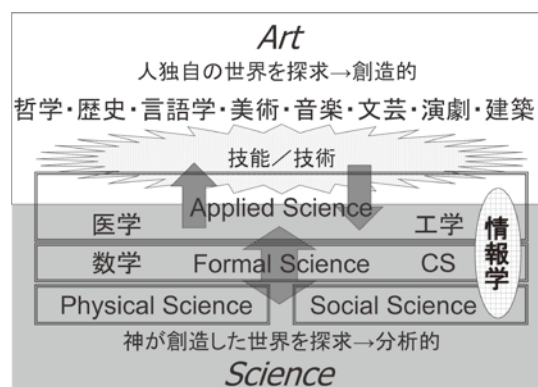 Art
人独自の世界を探求→創造的
哲学・歴史・言語学・美術・音楽・文芸・演劇・建築
技能／技術
Applied Science
医学 工学
数学 Formal Science CS
情報学
Physical Science Social Science
神が創造した世界を探求→分析的
Science